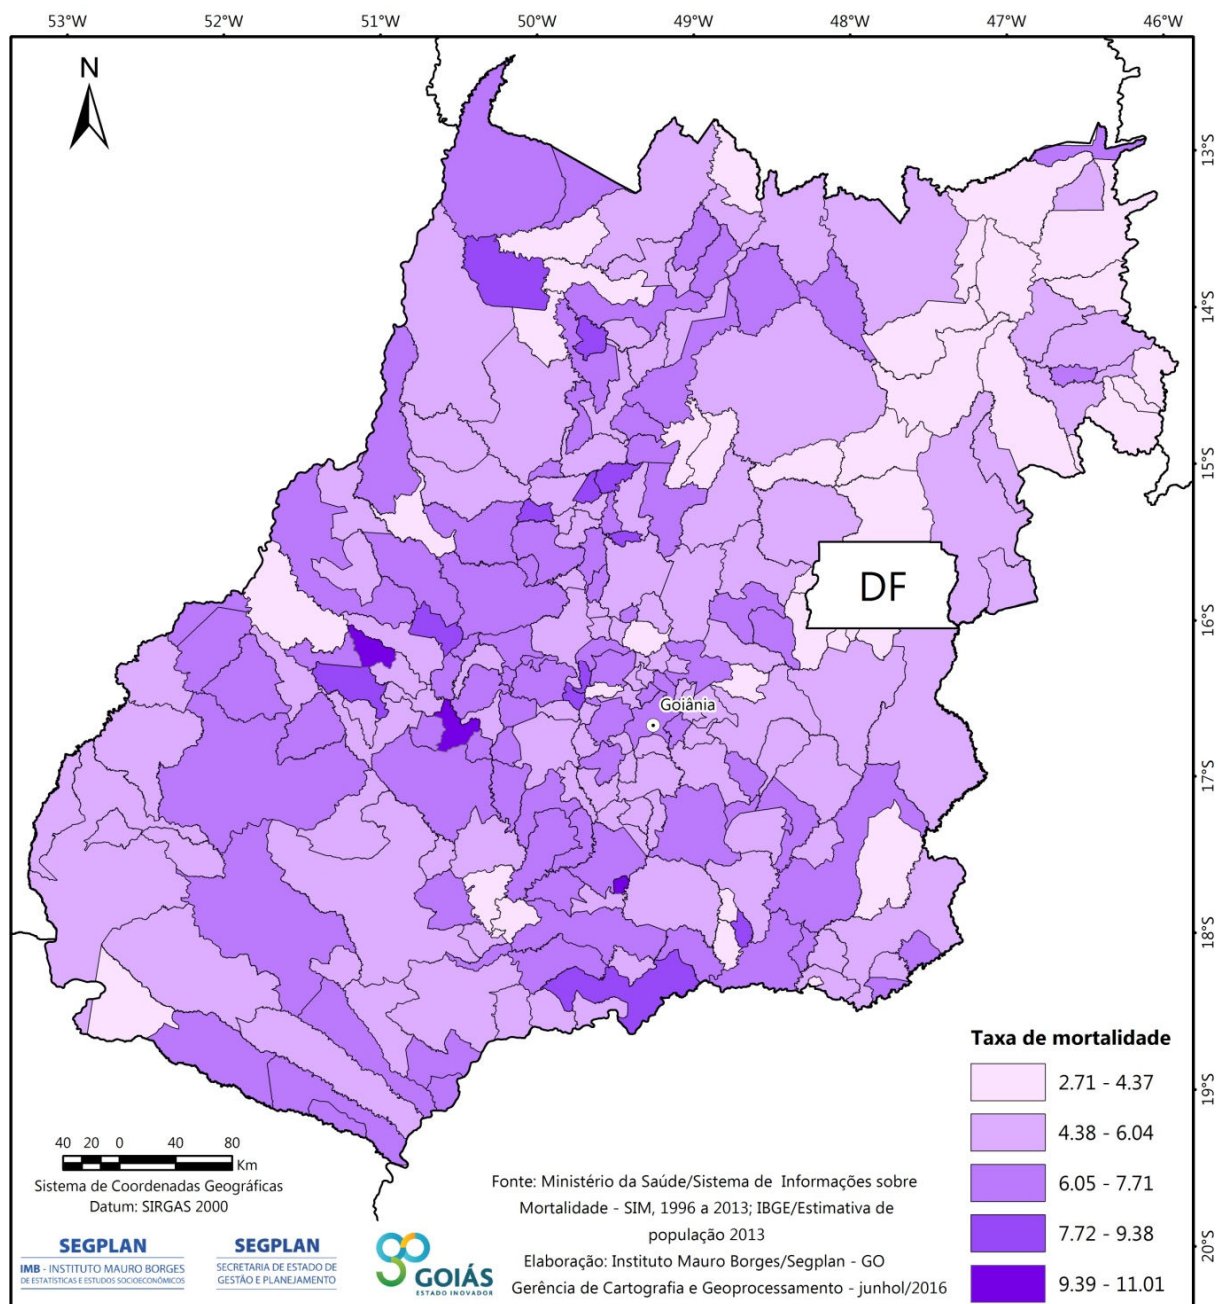 53°W 52°W 51°W 50°W 49°W 48°W 47°W 46°W
N
13°S
14°S
15°S
DF
16°S
Goiânia
17°S
18°S
Taxa de mortalidade
2.71 - 4.37
19°S
4.38 - 6.04
40 20 0 40 80
Km
Sistema de Coordenadas Geográficas
Datum: SIRGAS 2000
Fonte: Ministério da Saúde/Sistema de Informações sobre
Mortalidade - SIM, 1996 a 2013; IBGE/Estimativa de
população 2013
Elaboração: Instituto Mauro Borges/Segplan - GO
Gerência de Cartografia e Geoprocessamento - junhol/2016
6.05 - 7.71
7.72 - 9.38
20°S
9.39 - 11.01
SEGPLAN
IMB - INSTITUTO MAURO BORGES
DE ESTATÍSTICAS E ESTUDOS SOCIOECONÔMICOS
SEGPLAN
SECRETARIA DE ESTADO DE
GESTÃO E PLANEJAMENTO
GOIÁS
ESTADO INOVADOR